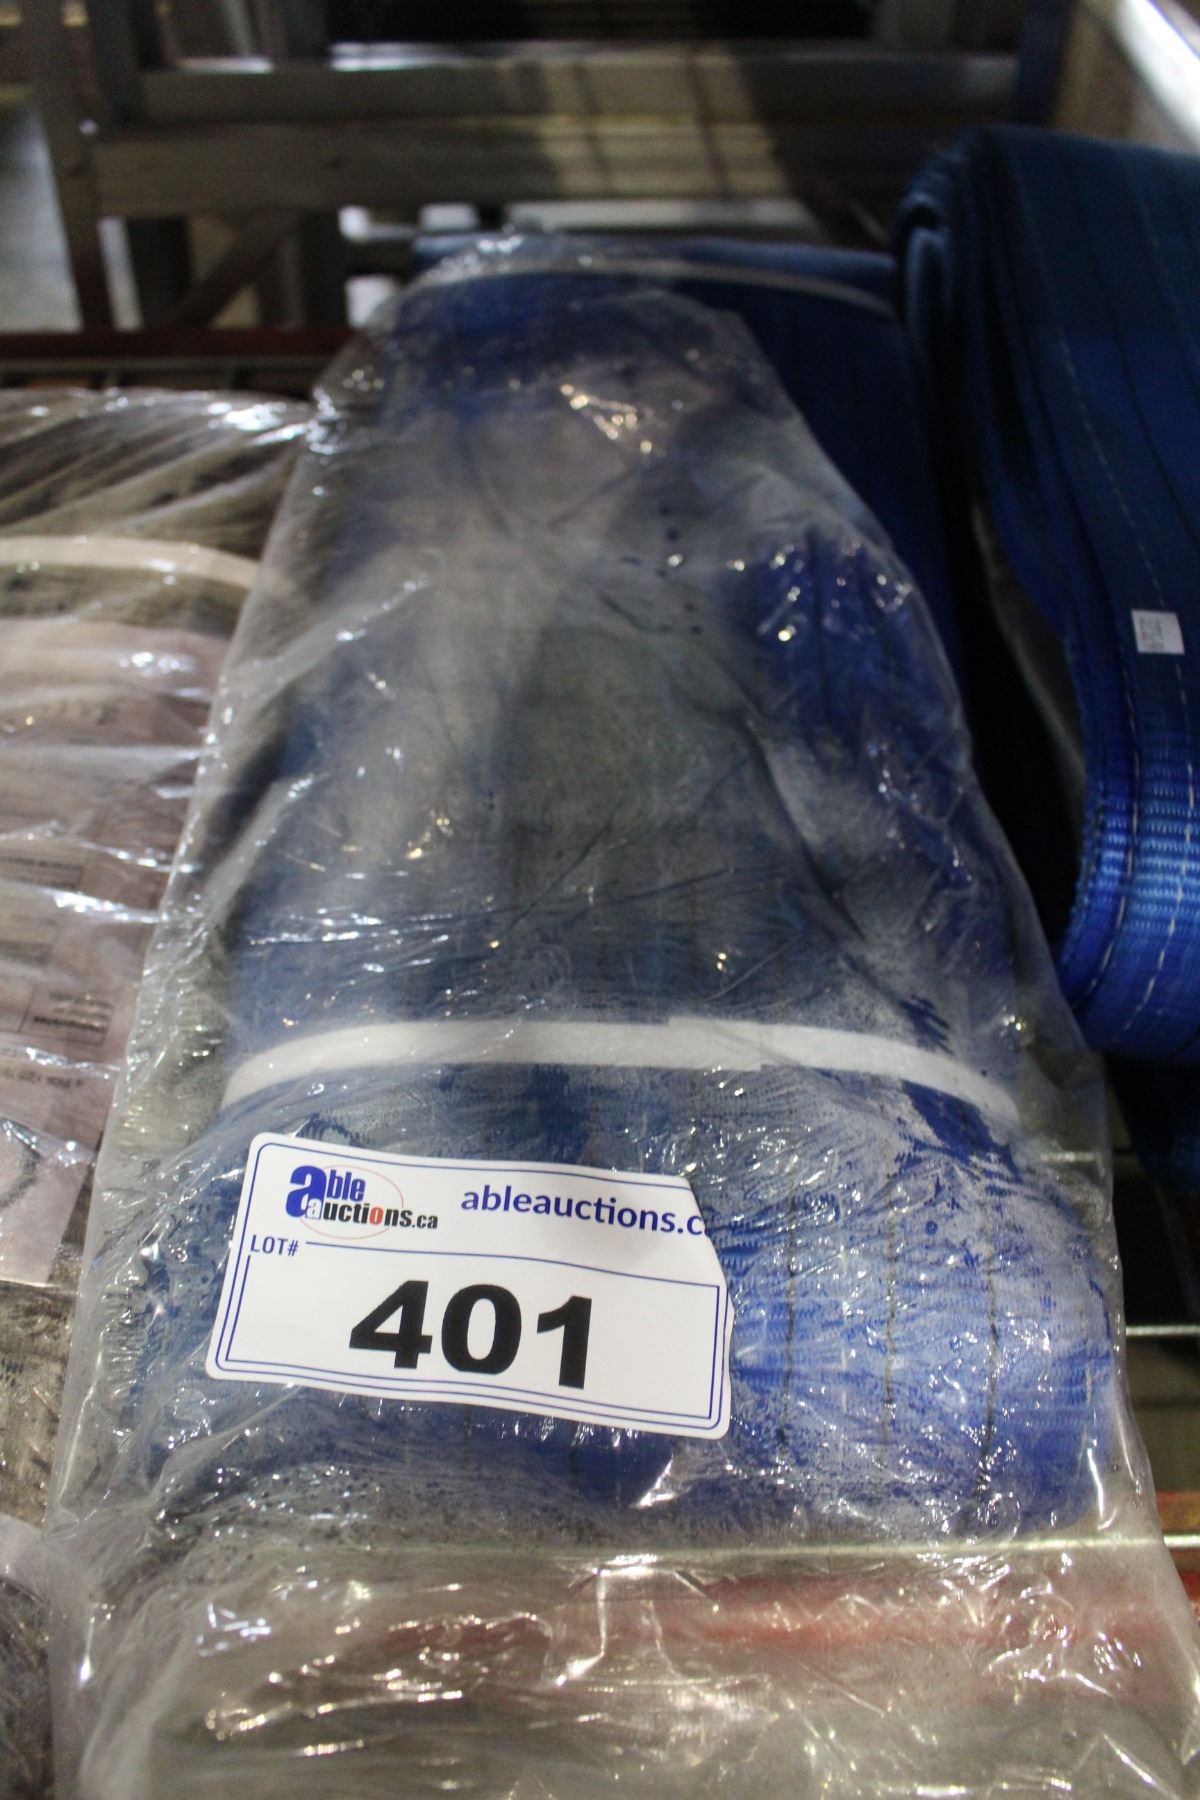 able auctions.ca
ableauctions.c
LOT#
401